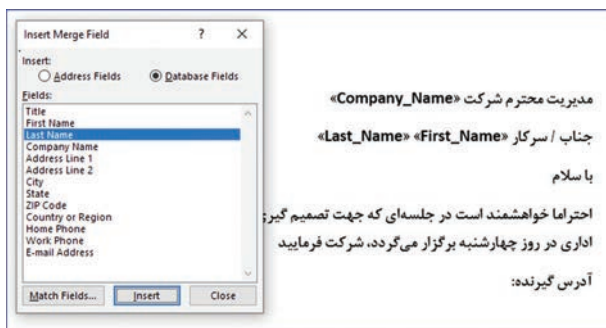 Insert Merge Field
?
X
Insert:
Address Fields
Database Fields
Fields:
Title
First Name
Last Name
Company Name
Address Line 1
Address Line 2
City
State
ZIP Code
Country or Region
Home Phone
Work Phone
E-mail Address
Match Fields...
Insert
Close
مدیریت محترم شرکت «Company_Name»
جناب / سرکار «First_Name» «Last_Name»
با سلام
احتراما خواهشمند است در جلسه‌ای که جهت تصمیم گیری
اداری در روز چهارشنبه برگزار می‌گردد، شرکت فرمایید
آدرس گیرنده: